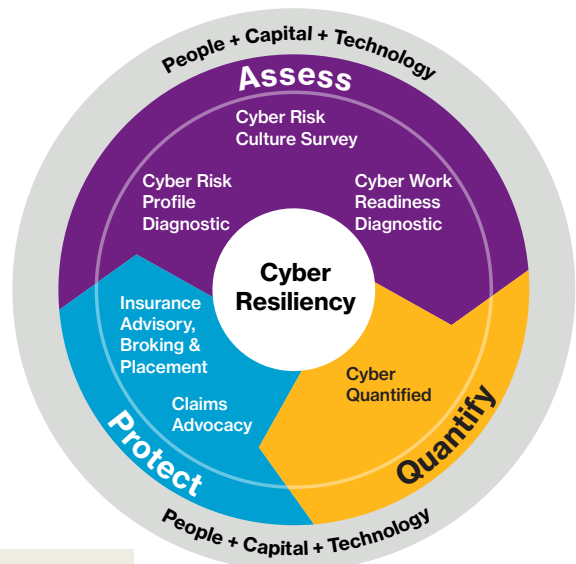 People + Capital + Technology
Assess
Cyber Risk
Culture Survey
Cyber Risk
Profile
Diagnostic
Cyber Work
Readiness
Diagnostic
Cyber
Resiliency
Insurance
Advisory,
Broking &
Placement
Claims
Advocacy
Protect
Cyber
Quantified
Quantify
People + Capital + Technology